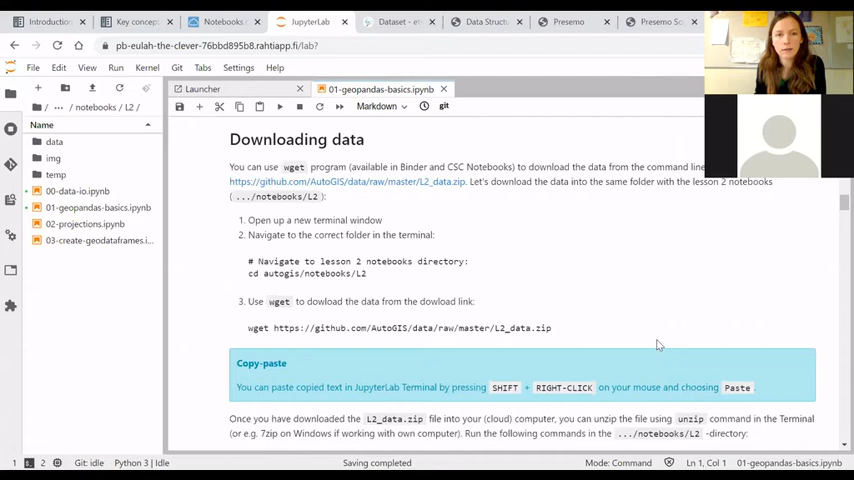 Introduction
Key concept
Notebooks
JupyterLab
Dataset - et
Data Structu
Presemo
Presemo Sc
pb-eulah-the-clever-76bbd895b8.rahtiapp.fi/lab?
File Edit View Run Kernel Git Tabs Settings Help
Launcher
01-geopandas-basics.ipynb
/ ··· / notebooks / L2 /
Markdown
git
Name
data
img
temp
00-data-io.ipynb
01-geopandas-basics.ipynb
02-projections.ipynb
03-create-geodataframes.i...
Downloading data
You can use wget program (available in Binder and CSC Notebooks) to download the data from the command line
https://github.com/AutoGIS/data/raw/master/L2_data.zip. Let's download the data into the same folder with the lesson 2 notebooks
( .../notebooks/L2 ):
1. Open up a new terminal window
2. Navigate to the correct folder in the terminal:
# Navigate to lesson 2 notebooks directory:
cd autogis/notebooks/L2
3. Use wget to dowload the data from the dowload link:
wget https://github.com/AutoGIS/data/raw/master/L2_data.zip
Copy-paste
You can paste copied text in JupyterLab Terminal by pressing SHIFT + RIGHT-CLICK on your mouse and choosing Paste.
Once you have downloaded the L2_data.zip file into your (cloud) computer, you can unzip the file using unzip command in the Terminal
(or e.g. 7zip on Windows if working with own computer). Run the following commands in the .../notebooks/L2 -directory:
1 2 Git: idle Python 3 | Idle Saving completed Mode: Command Ln 1, Col 1 01-geopandas-basics.ipynb